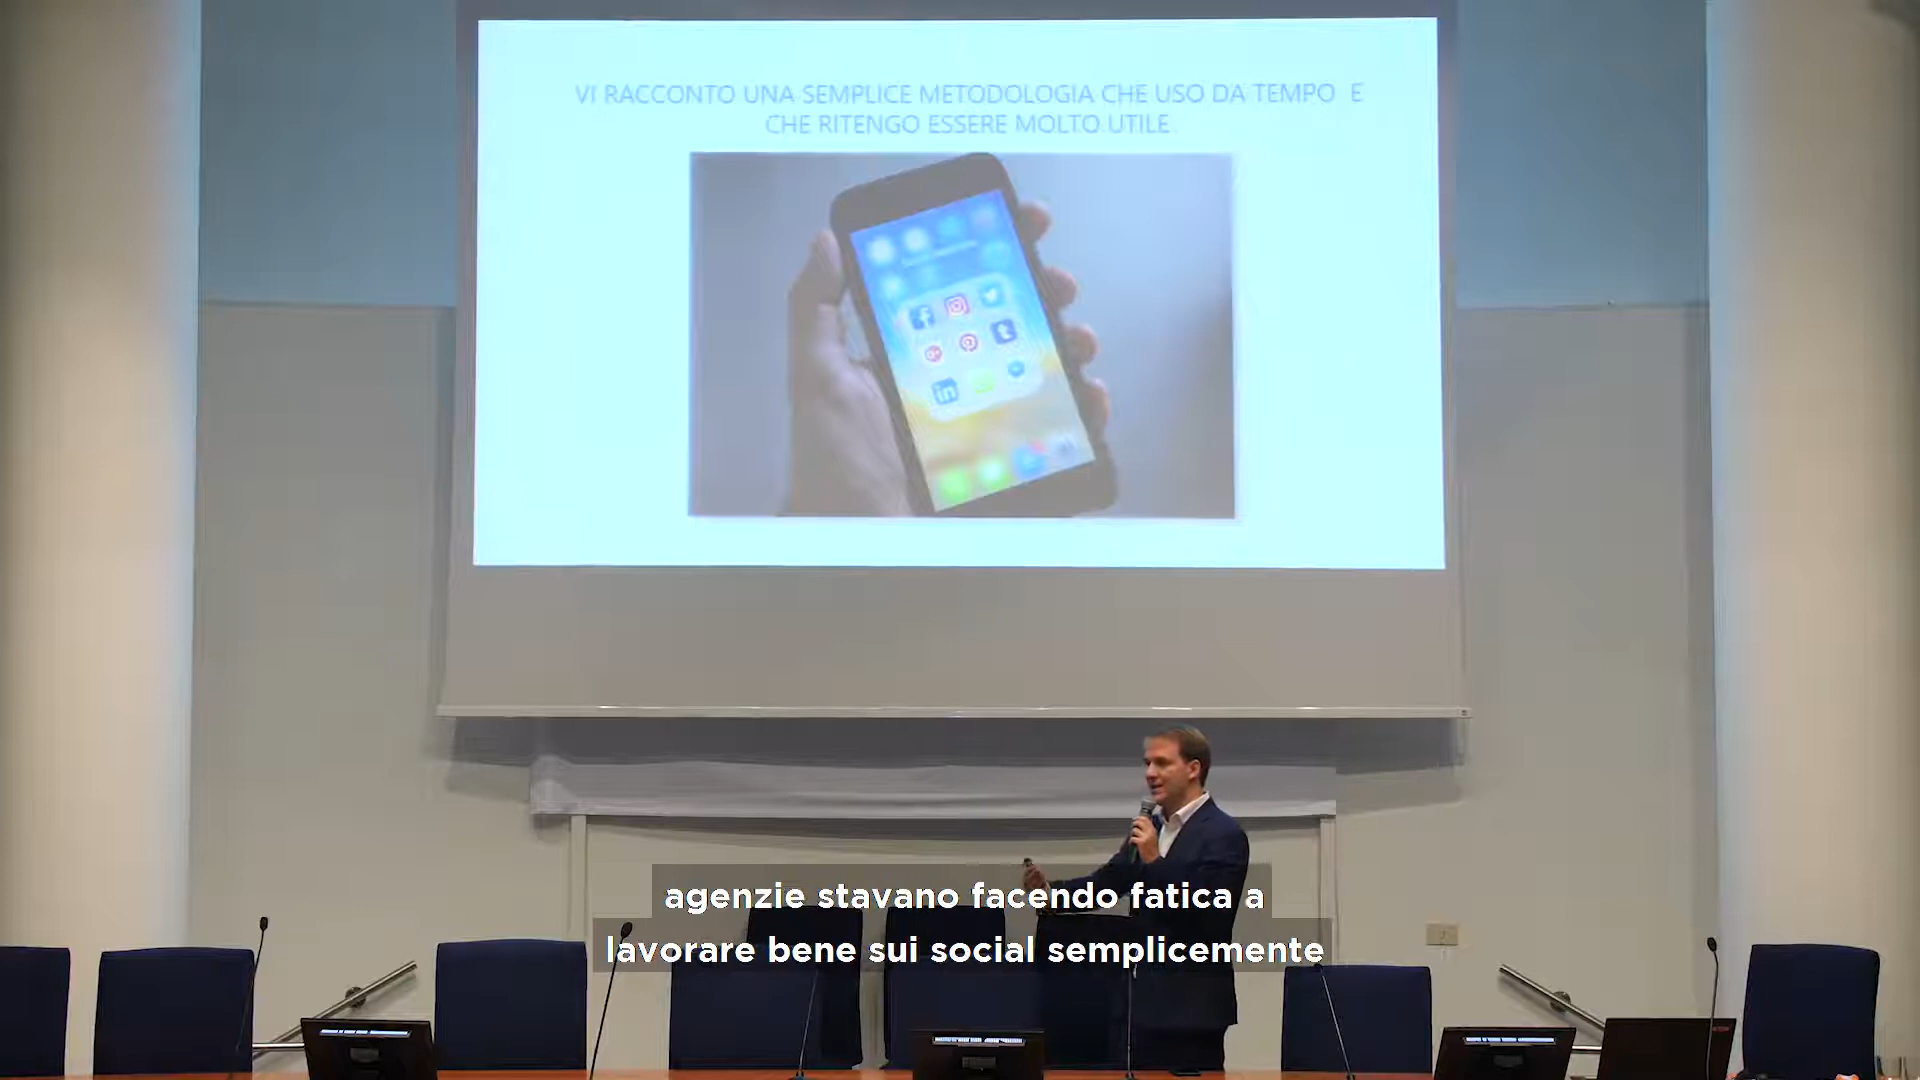 VI RACCONTO UNA SEMPLICE METODOLOGIA CHE USO DA TEMPO E
CHE RITENGO ESSERE MOLTO UTILE
agenzie stavano facendo fatica a
lavorare bene sui social semplicemente